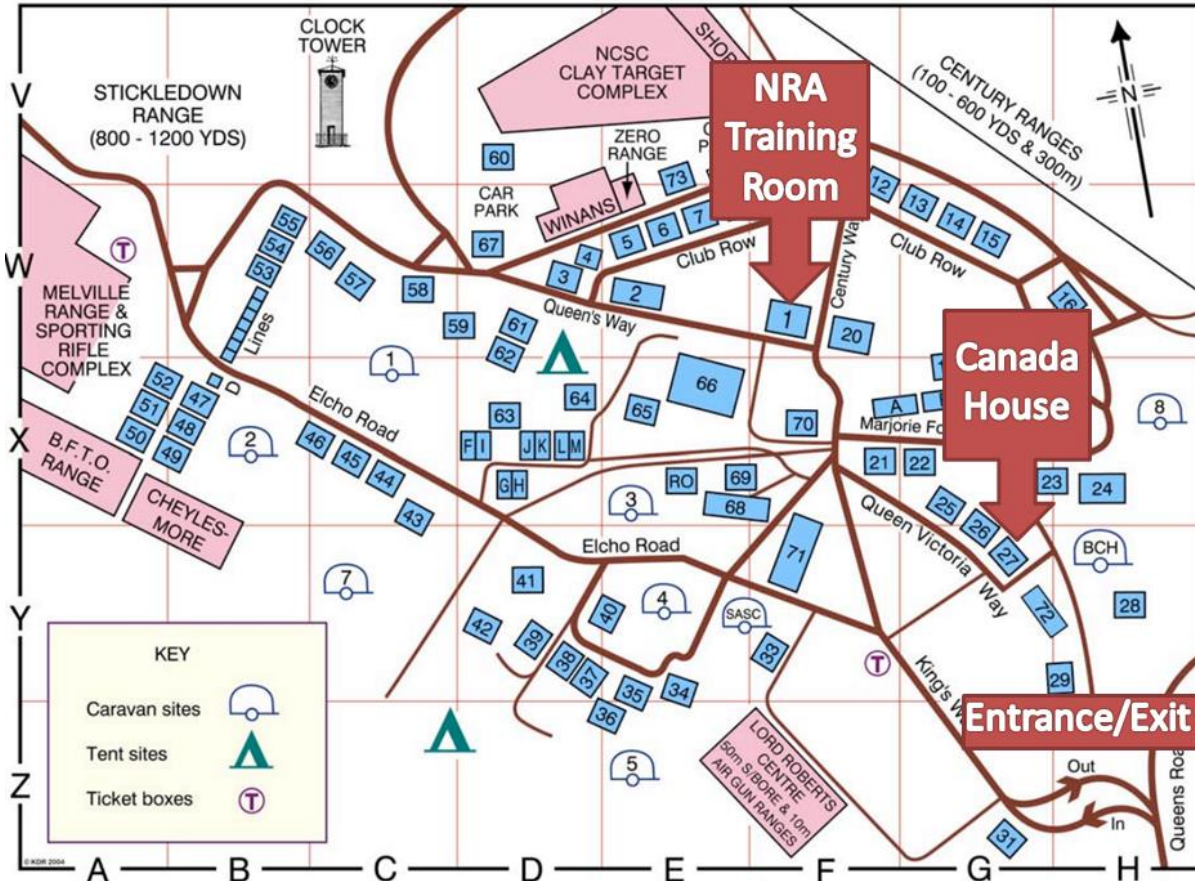 V
W
X
Y
Z
A
B
C
D
E
F
G
H
CLOCK
TOWER
STICKLEDOWN
RANGE
(800 - 1200 YDS)
NCSC
CLAY TARGET
COMPLEX
CENTURY RANGES
(100 - 600 YDS & 300m)
N
NRA
Training
Room
ZERO
RANGE
60
CAR
PARK
WINANS
73
67
5
6
7
4
3
2
Club Row
12
13
14
15
Club Row
16
Century Way
1
20
Queen's Way
T
MELVILLE
RANGE &
SPORTING
RIFLE
COMPLEX
55
54
53
56
57
58
59
61
62
Lines
D
1
52
51
50
47
48
49
2
B.F.T.O.
RANGE
CHEYLES-
MORE
Elcho Road
46
45
44
43
63
64
65
66
70
F I
J K
L M
G H
3
RO
69
68
Canada
House
A
8
21
22
23
24
25
26
27
Queen Victoria
Way
BCH
28
72
29
71
Elcho Road
7
41
42
40
39
38
37
36
35
34
4
SASC
33
T
King's
Entrance/Exit
5
LORD ROBERTS
CENTRE
50m S/BORE & 10m
AIR GUN RANGES
Out
In
31
KEY
Caravan sites
Tent sites
Ticket boxes
T
© KDR 2004